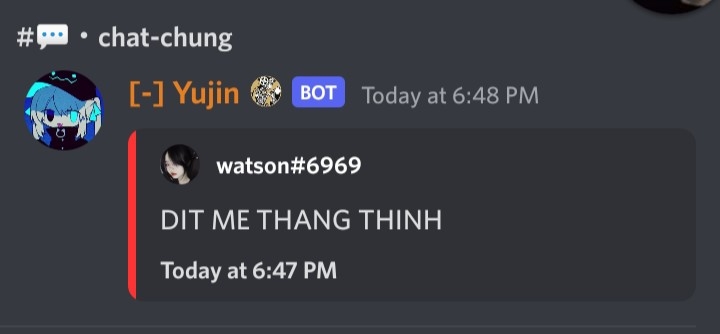 # 💬 • chat-chung
[-] Yujin BOT Today at 6:48 PM
watson#6969
DIT ME THANG THINH
Today at 6:47 PM